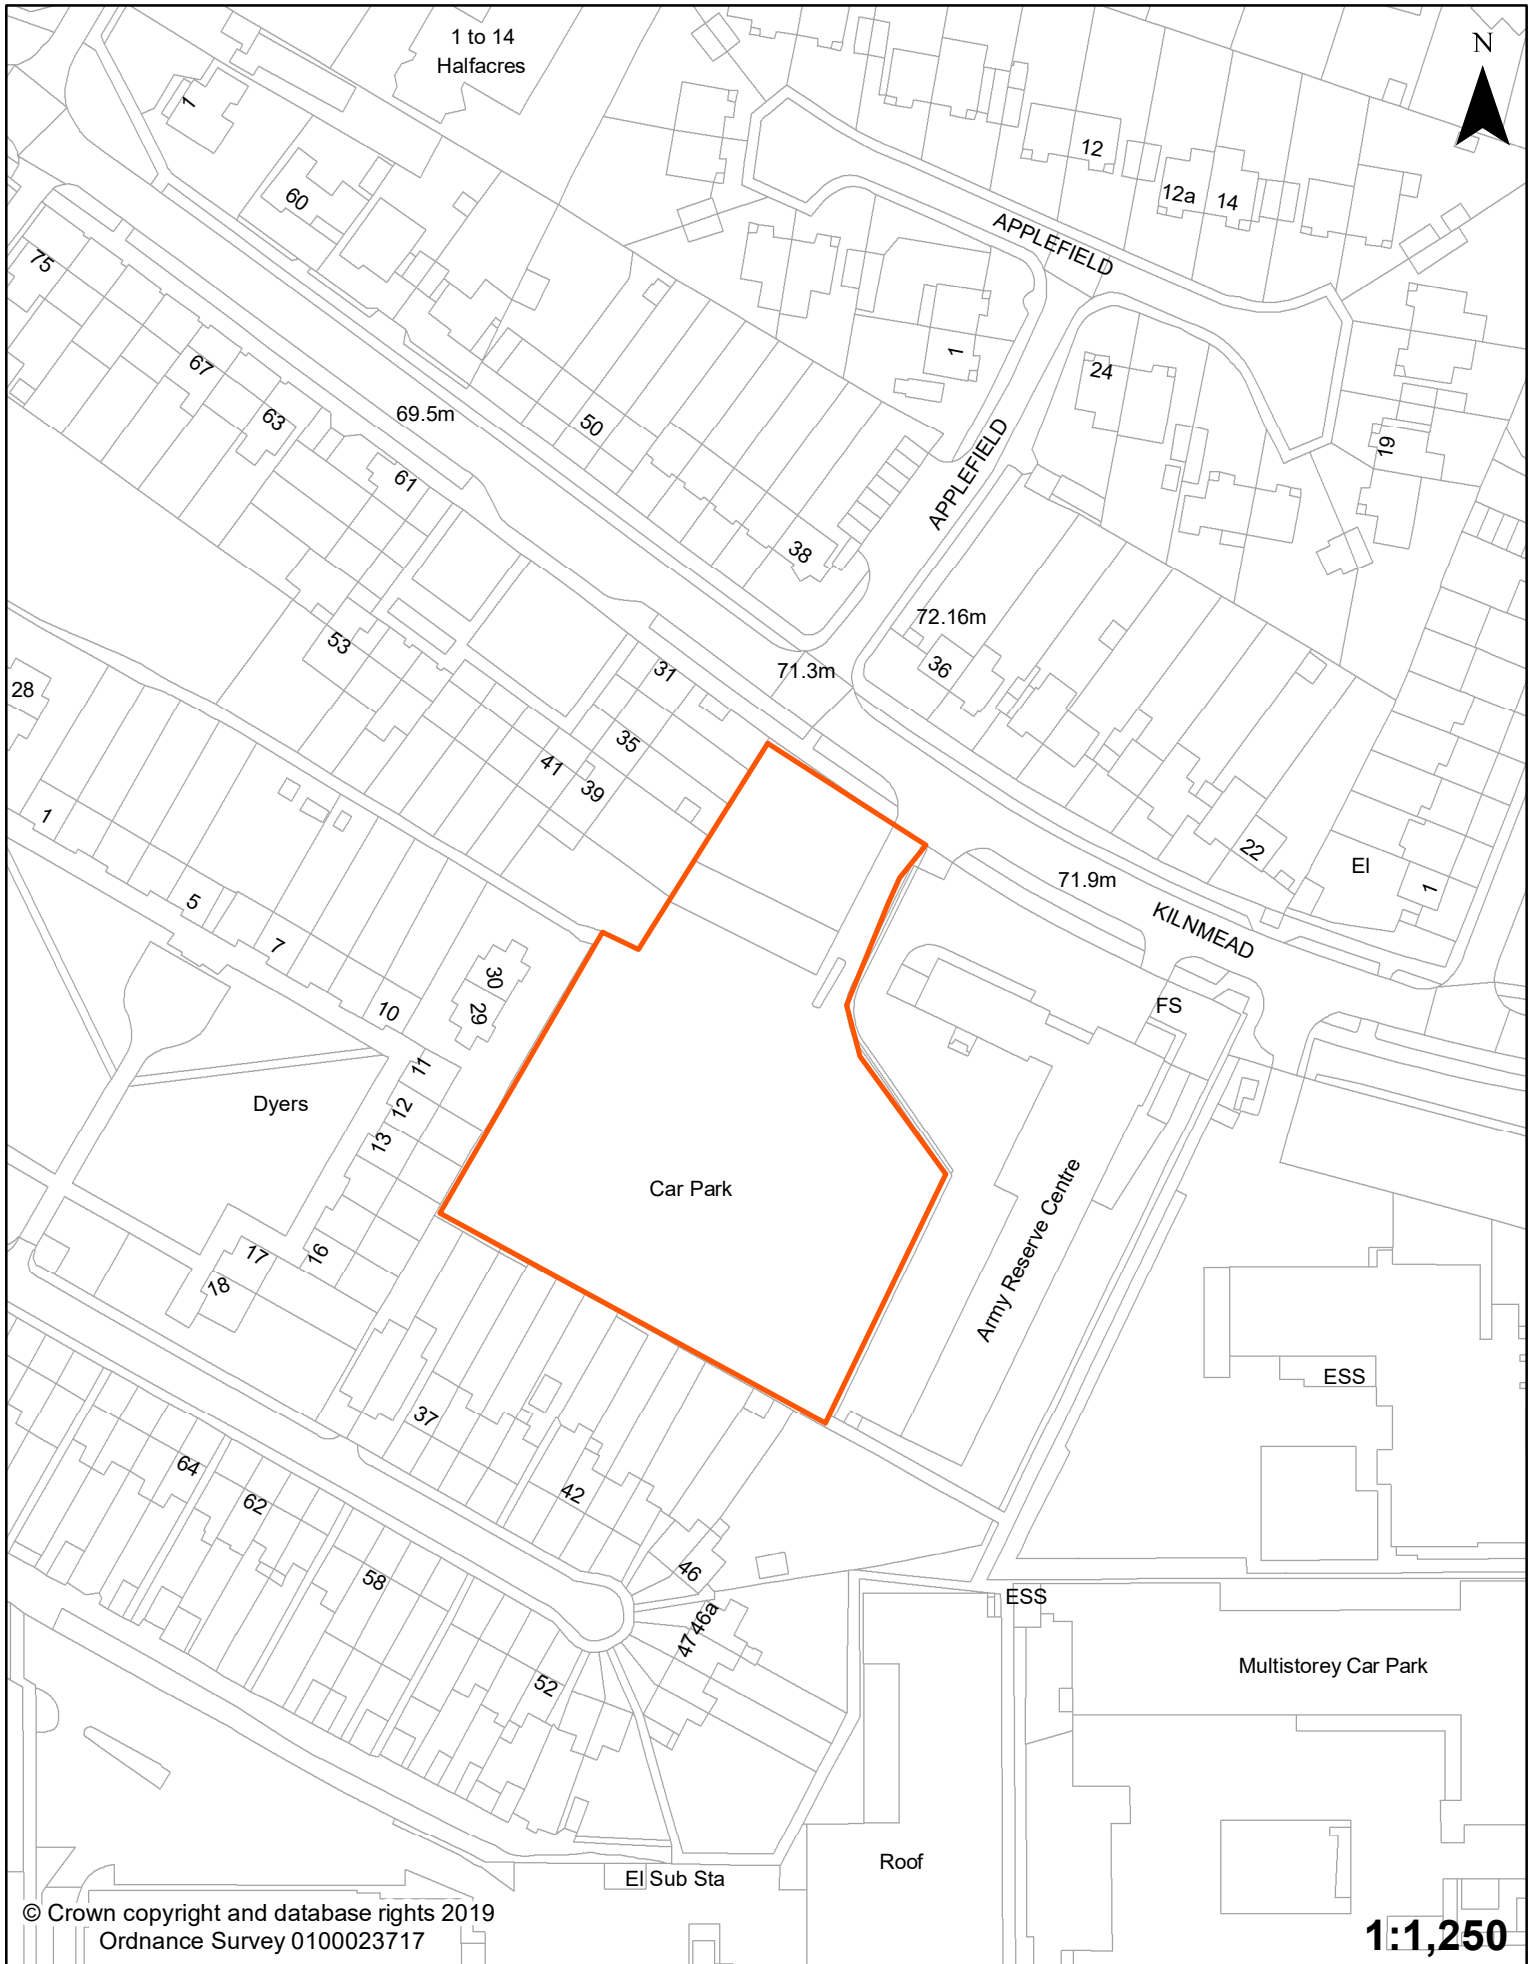 1 to 14
Halfacres
N
1
12
12a
14
60
APPLEFIELD
75
1
24
67
69.5m
63
50
APPLEFIELD
19
61
38
72.16m
53
31
71.3m
36
28
35
41
39
1
22
El
1
71.9m
5
KILNMEAD
7
30
10
29
FS
11
12
Dyers
13
Car Park
Army Reserve Centre
17
16
18
ESS
37
64
42
62
58
46
ESS
46a
47
52
Multistorey Car Park
Roof
El Sub Sta
© Crown copyright and database rights 2019
Ordnance Survey 0100023717
1:1,250